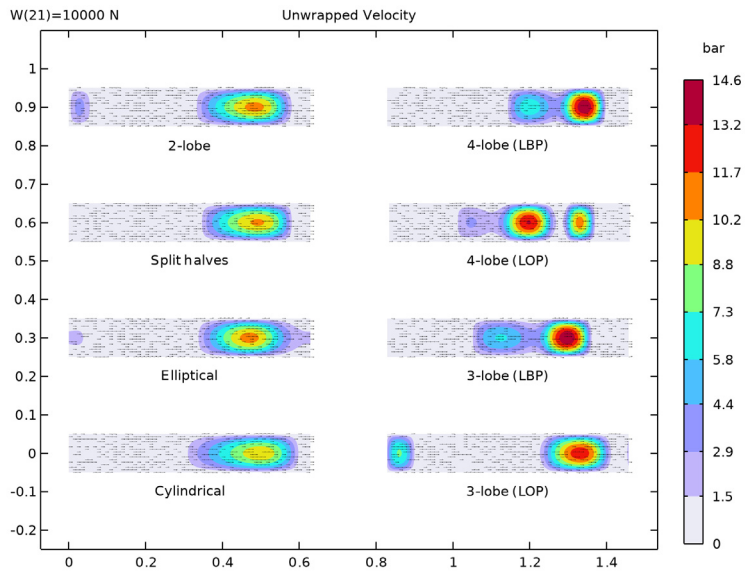 W(21)=10000 N
Unwrapped Velocity
bar
14.6
13.2
11.7
10.2
8.8
7.3
5.8
4.4
2.9
1.5
0
1
0.9
0.8
0.7
0.6
0.5
0.4
0.3
0.2
0.1
0
-0.1
-0.2
2-lobe
4-lobe (LBP)
Split halves
4-lobe (LOP)
Elliptical
3-lobe (LBP)
Cylindrical
3-lobe (LOP)
0 0.2 0.4 0.6 0.8 1 1.2 1.4